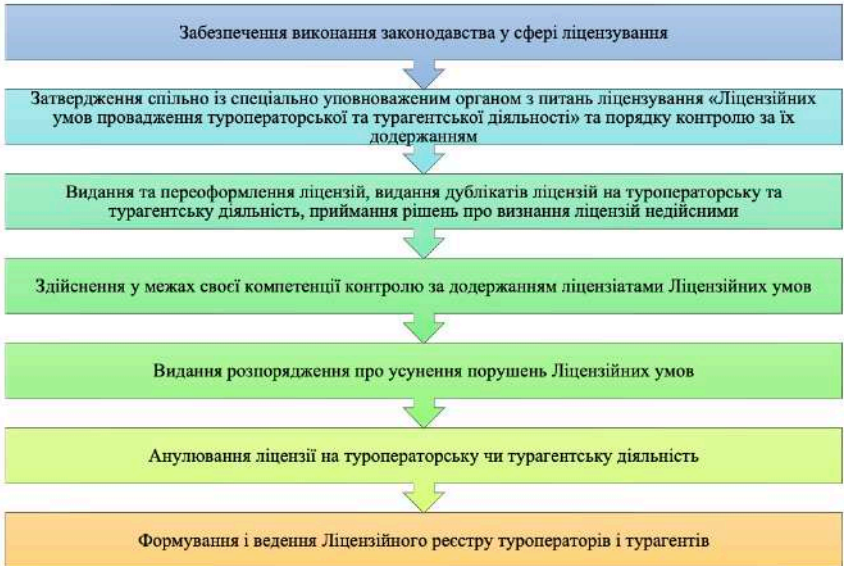 Забезпечення виконання законодавства у сфері ліцензування
Затвердження спільно із спеціально уповноваженим органом з питань ліцензування «Ліцензійних
умов провадження туроператорської та турагентської діяльності» та порядку контролю за їх
додержанням
Видання та переоформлення ліцензій, видання дублікатів ліцензій на туроператорську та
турагентську діяльність, приймання рішень про визнання ліцензій недійсними
Здійснення у межах своєї компетенції контролю за додержанням ліцензіатами Ліцензійних умов
Видання розпорядження про усунення порушень Ліцензійних умов
Анулювання ліцензії на туроператорську чи турагентську діяльність
Формування і ведення Ліцензійного реєстру туроператорів і турагентів